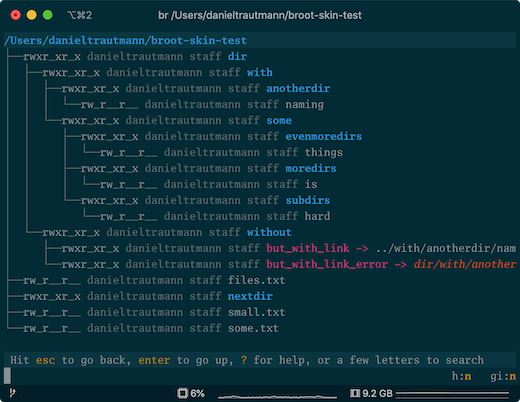 ⌥⌘2 br /Users/danieltrautmann/broot-skin-test
/Users/danieltrautmann/broot-skin-test
rwxr_xr_x danieltrautmann staff dir
rwxr_xr_x danieltrautmann staff with
rwxr_xr_x danieltrautmann staff anotherdir
rw_r__r__ danieltrautmann staff naming
rwxr_xr_x danieltrautmann staff some
rwxr_xr_x danieltrautmann staff evenmoredirs
rw_r__r__ danieltrautmann staff things
rwxr_xr_x danieltrautmann staff moredirs
rw_r__r__ danieltrautmann staff is
rwxr_xr_x danieltrautmann staff subdirs
rw_r__r__ danieltrautmann staff hard
rwxr_xr_x danieltrautmann staff without
rwxr_xr_x danieltrautmann staff but_with_link -> ../with/anotherdir/nam
rwxr_xr_x danieltrautmann staff but_with_link_error -> dir/with/another
rw_r__r__ danieltrautmann staff files.txt
rwxr_xr_x danieltrautmann staff nextdir
rw_r__r__ danieltrautmann staff small.txt
rw_r__r__ danieltrautmann staff some.txt
Hit esc to go back, enter to go up, ? for help, or a few letters to search
h:n gi:n
6% 9.2 GB